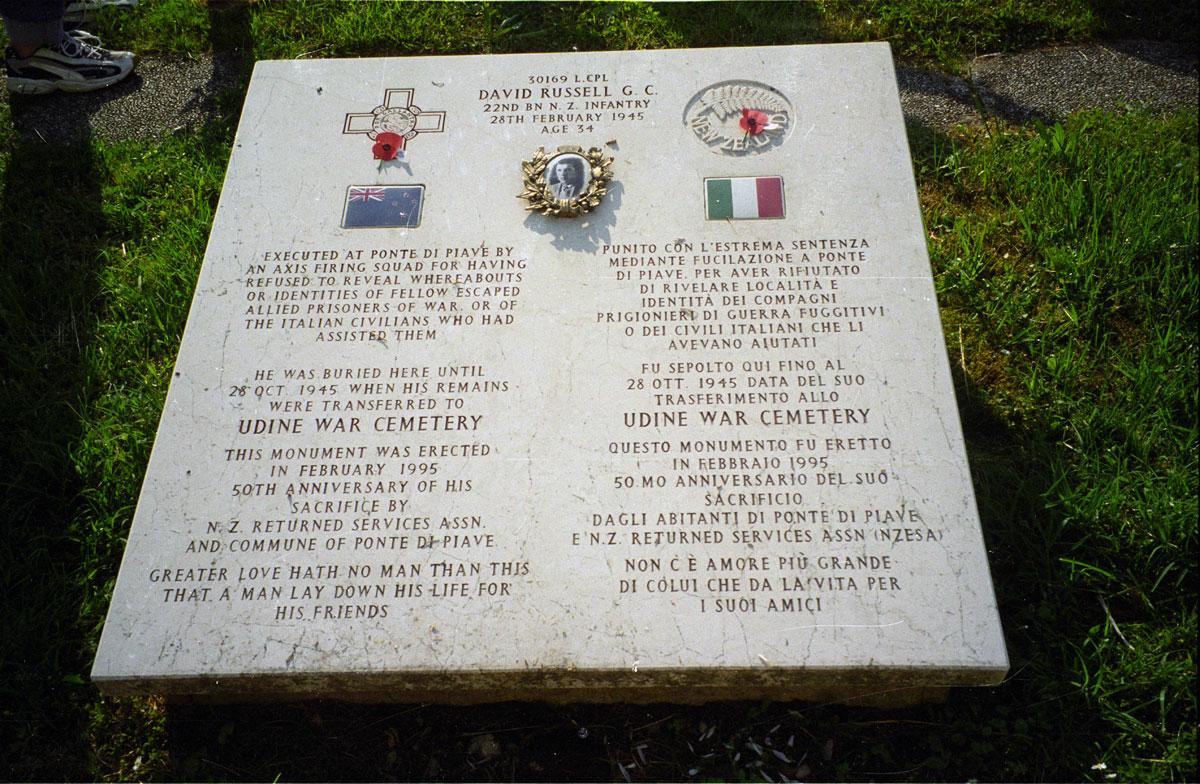 30169 L.CPL
DAVID RUSSELL G. C.
22ND BN N. Z. INFANTRY
28TH FEBRUARY 1945
AGE 34
NEW ZEALAND
EXECUTED AT PONTE DI PIAVE BY
AN AXIS FIRING SQUAD FOR HAVING
REFUSED TO REVEAL WHEREABOUTS
OR IDENTITIES OF FELLOW ESCAPED
ALLIED PRISONERS OF WAR. OR OF
THE ITALIAN CIVILIANS WHO HAD
ASSISTED THEM
HE WAS BURIED HERE UNTIL
28 OCT. 1945 WHEN HIS REMAINS
WERE TRANSFERRED TO
UDINE WAR CEMETERY
THIS MONUMENT WAS ERECTED
IN FEBRUARY 1995
50TH ANNIVERSARY OF HIS
SACRIFICE BY
N. Z. RETURNED SERVICES ASSN.
AND COMMUNE OF PONTE DI PIAVE.
GREATER LOVE HATH NO MAN THAN THIS
THAT. A MAN LAY DOWN HIS LIFE FOR
HIS FRIENDS
PUNITO CON L'ESTREMA SENTENZA
MEDIANTE FUCILAZIONE A PONTE
DI PIAVE. PER AVER RIFIUTATO
DI RIVELARE LOCALITÀ E
IDENTITÀ DEI COMPAGNI
PRIGIONIERI DI GUERRA FUGGITIVI
O DEI CIVILI ITALIANI CHE LI
AVEVANO AIUTATI
FU SEPOLTO QUI FINO AL
28 OTT. 1945 DATA DEL SUO
TRASFERIMENTO ALLO
UDINE WAR CEMETERY
QUESTO MONUMENTO FU ERETTO
IN FEBBRAIO 1995
50.MO ANNIVERSARIO DEL SUO
SACRIFICIO
DAGLI ABITANTI DI PONTE DI PIAVE
E N.Z. RETURNED SERVICES ASSN (NZESA)
NON C'È AMORE PIÙ GRANDE
DI COLUI CHE DA LA VITA PER
I SUOI AMICI